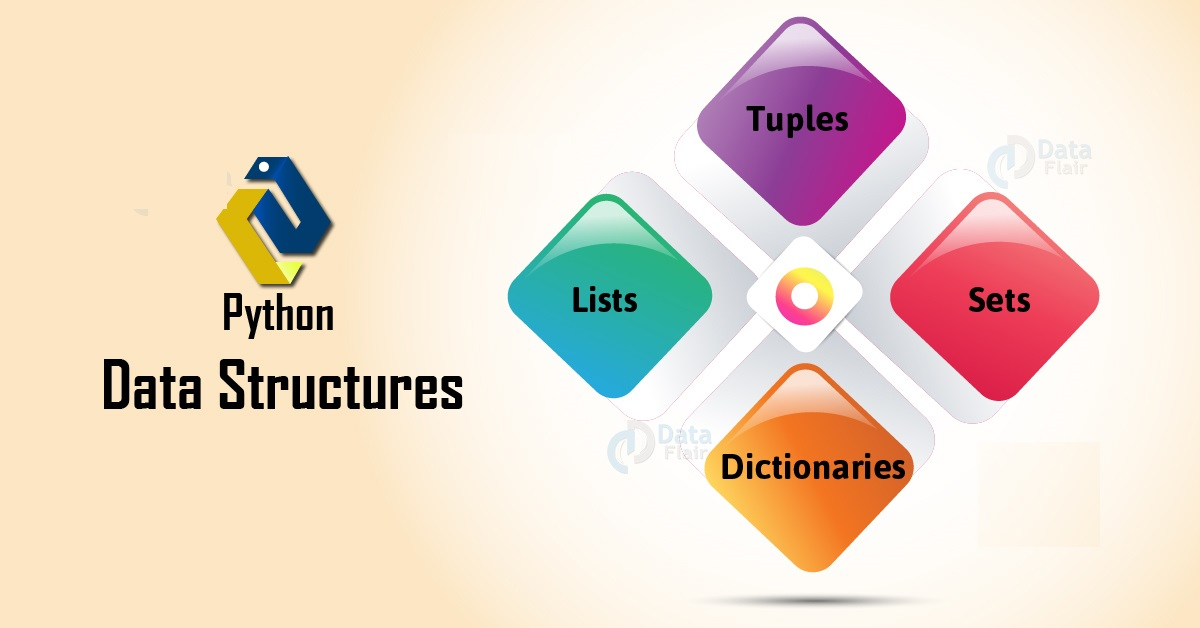 Python
Data Structures
Tuples
Lists
Sets
Dictionaries
Data
Flair
Data
Flair